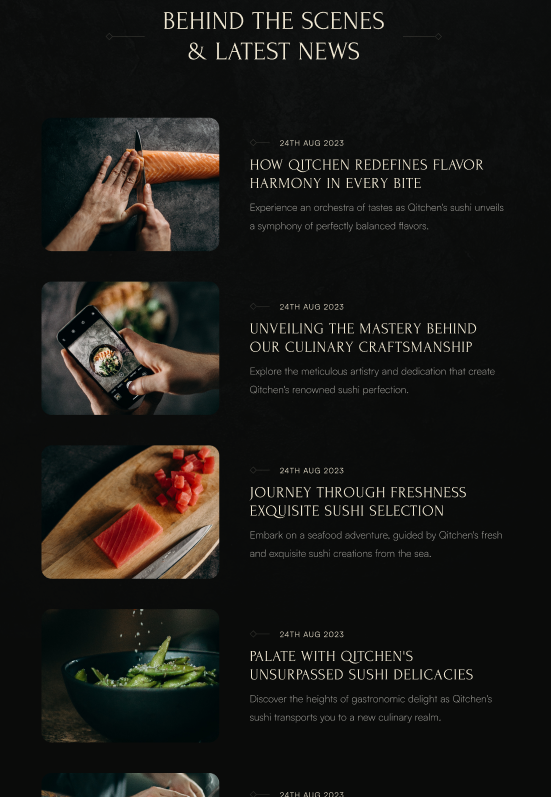 BEHIND THE SCENES
& LATEST NEWS
24TH AUG 2023
HOW QITCHEN REDEFINES FLAVOR
HARMONY IN EVERY BITE
Experience an orchestra of tastes as Qitchen's sushi unveils
a symphony of perfectly balanced flavors.
24TH AUG 2023
UNVEILING THE MASTERY BEHIND
OUR CULINARY CRAFTSMANSHIP
Explore the meticulous artistry and dedication that create
Qitchen's renowned sushi perfection.
24TH AUG 2023
JOURNEY THROUGH FRESHNESS
EXQUISITE SUSHI SELECTION
Embark on a seafood adventure, guided by Qitchen's fresh
and exquisite sushi creations from the sea.
24TH AUG 2023
PALATE WITH QITCHEN'S
UNSURPASSED SUSHI DELICACIES
Discover the heights of gastronomic delight as Qitchen's
sushi transports you to a new culinary realm.
24TH AUG 2023